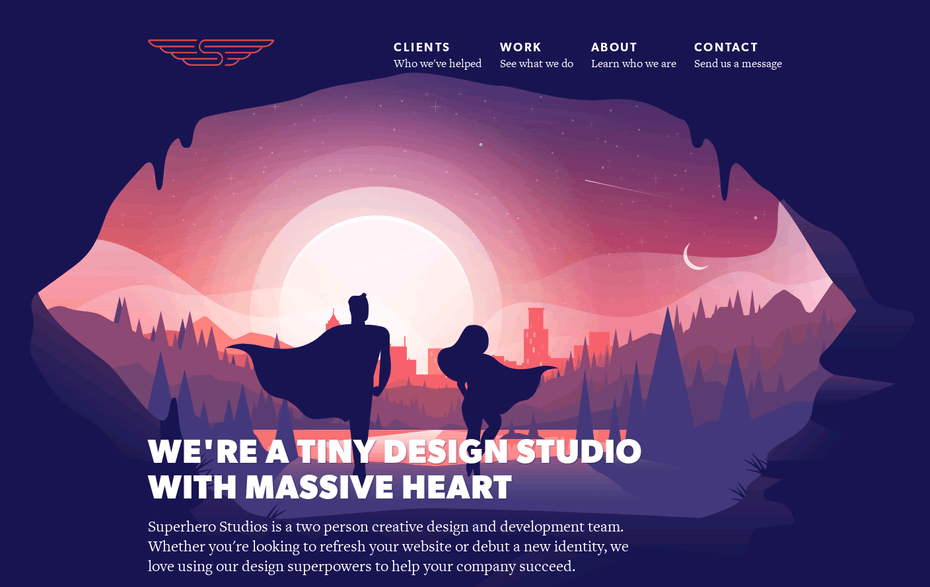 CLIENTS
Who we've helped
WORK
See what we do
ABOUT
Learn who we are
CONTACT
Send us a message
WE'RE A TINY DESIGN STUDIO
WITH MASSIVE HEART
Superhero Studios is a two person creative design and development team.
Whether you're looking to refresh your website or debut a new identity, we
love using our design superpowers to help your company succeed.